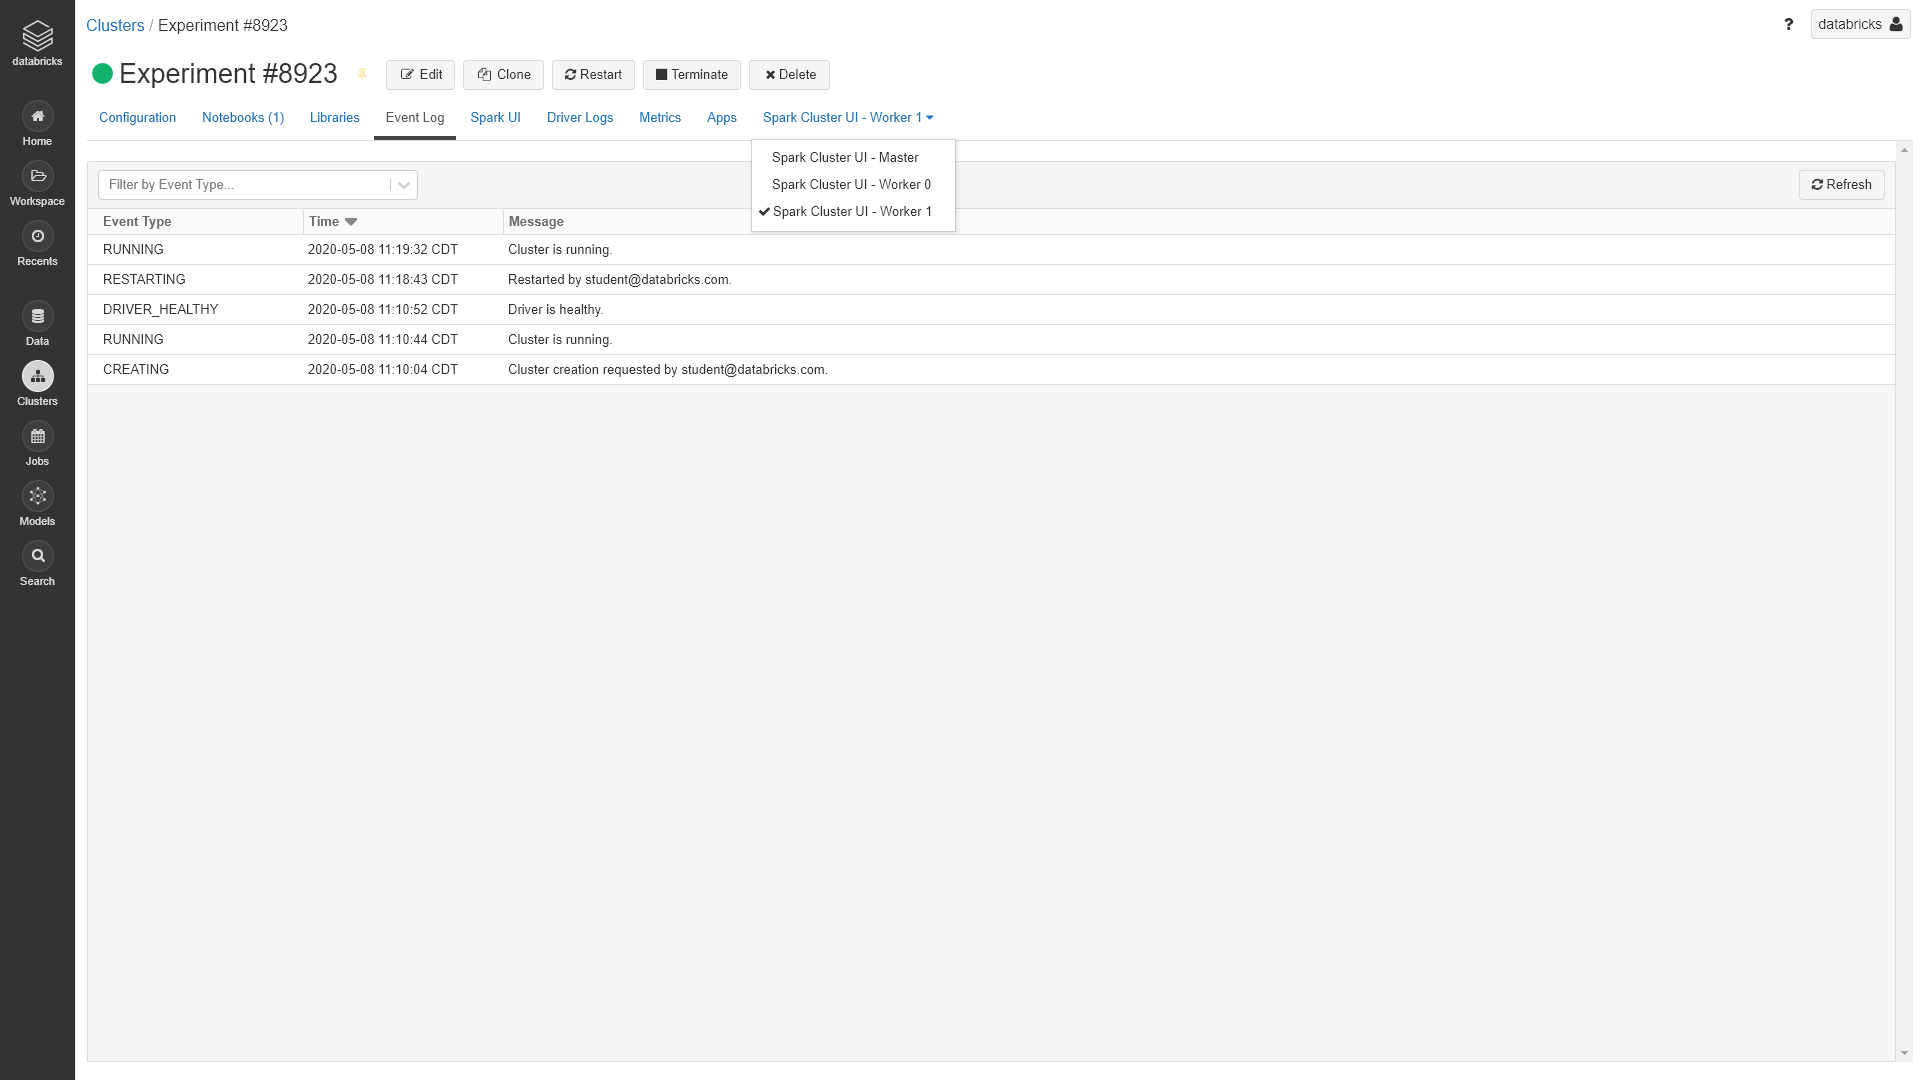 databricks
Home
Workspace
Recents
Data
Clusters
Jobs
Models
Search
Clusters / Experiment #8923
? databricks
Experiment #8923 Edit Clone Restart Terminate Delete
Configuration Notebooks (1) Libraries Event Log Spark UI Driver Logs Metrics Apps Spark Cluster UI - Worker 1
Spark Cluster UI - Master
Spark Cluster UI - Worker 0
Spark Cluster UI - Worker 1
Filter by Event Type... Refresh
Event Type Time Message
RUNNING 2020-05-08 11:19:32 CDT Cluster is running.
RESTARTING 2020-05-08 11:18:43 CDT Restarted by student@databricks.com.
DRIVER_HEALTHY 2020-05-08 11:10:52 CDT Driver is healthy.
RUNNING 2020-05-08 11:10:44 CDT Cluster is running.
CREATING 2020-05-08 11:10:04 CDT Cluster creation requested by student@databricks.com.